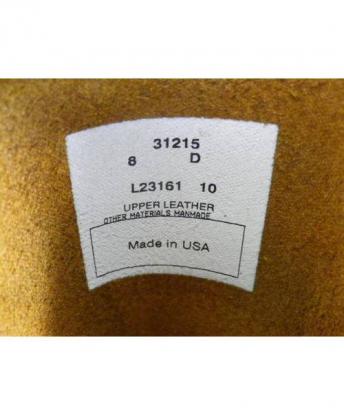 31215
8 D
L23161 10
UPPER LEATHER
OTHER MATERIALS MANMADE
Made in USA